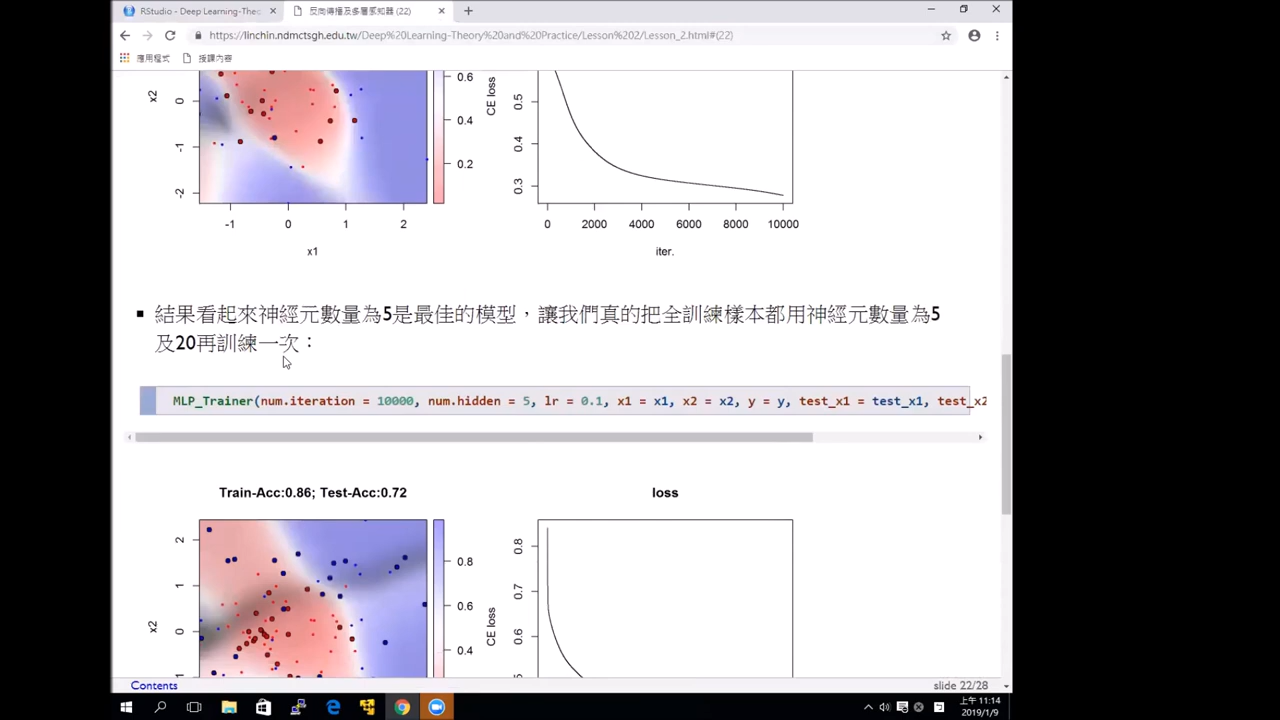 RStudio - Deep Learning-Theo
反向傳播及多層感知器 (22)
https://linchin.ndmctsgh.edu.tw/Deep%20Learning-Theory%20and%20Practice/Lesson%202/Lesson_2.html#(22)
應用程式
授課內容
x2
0
-1
-2
-1
0
1
2
x1
0.6
0.4
0.2
CE loss
0.5
0.4
0.3
0
2000
4000
6000
8000
10000
iter.
結果看起來神經元數量為5是最佳的模型，讓我們真的把全訓練樣本都用神經元數量為5
及20再訓練一次：
MLP_Trainer(num.iteration = 10000, num.hidden = 5, lr = 0.1, x1 = x1, x2 = x2, y = y, test_x1 = test_x1, test_x2
Train-Acc:0.86; Test-Acc:0.72
loss
x2
2
1
0
-1
0.8
0.6
0.4
CE loss
0.8
0.7
0.6
Contents
slide 22/28
上午 11:14
2019/1/9